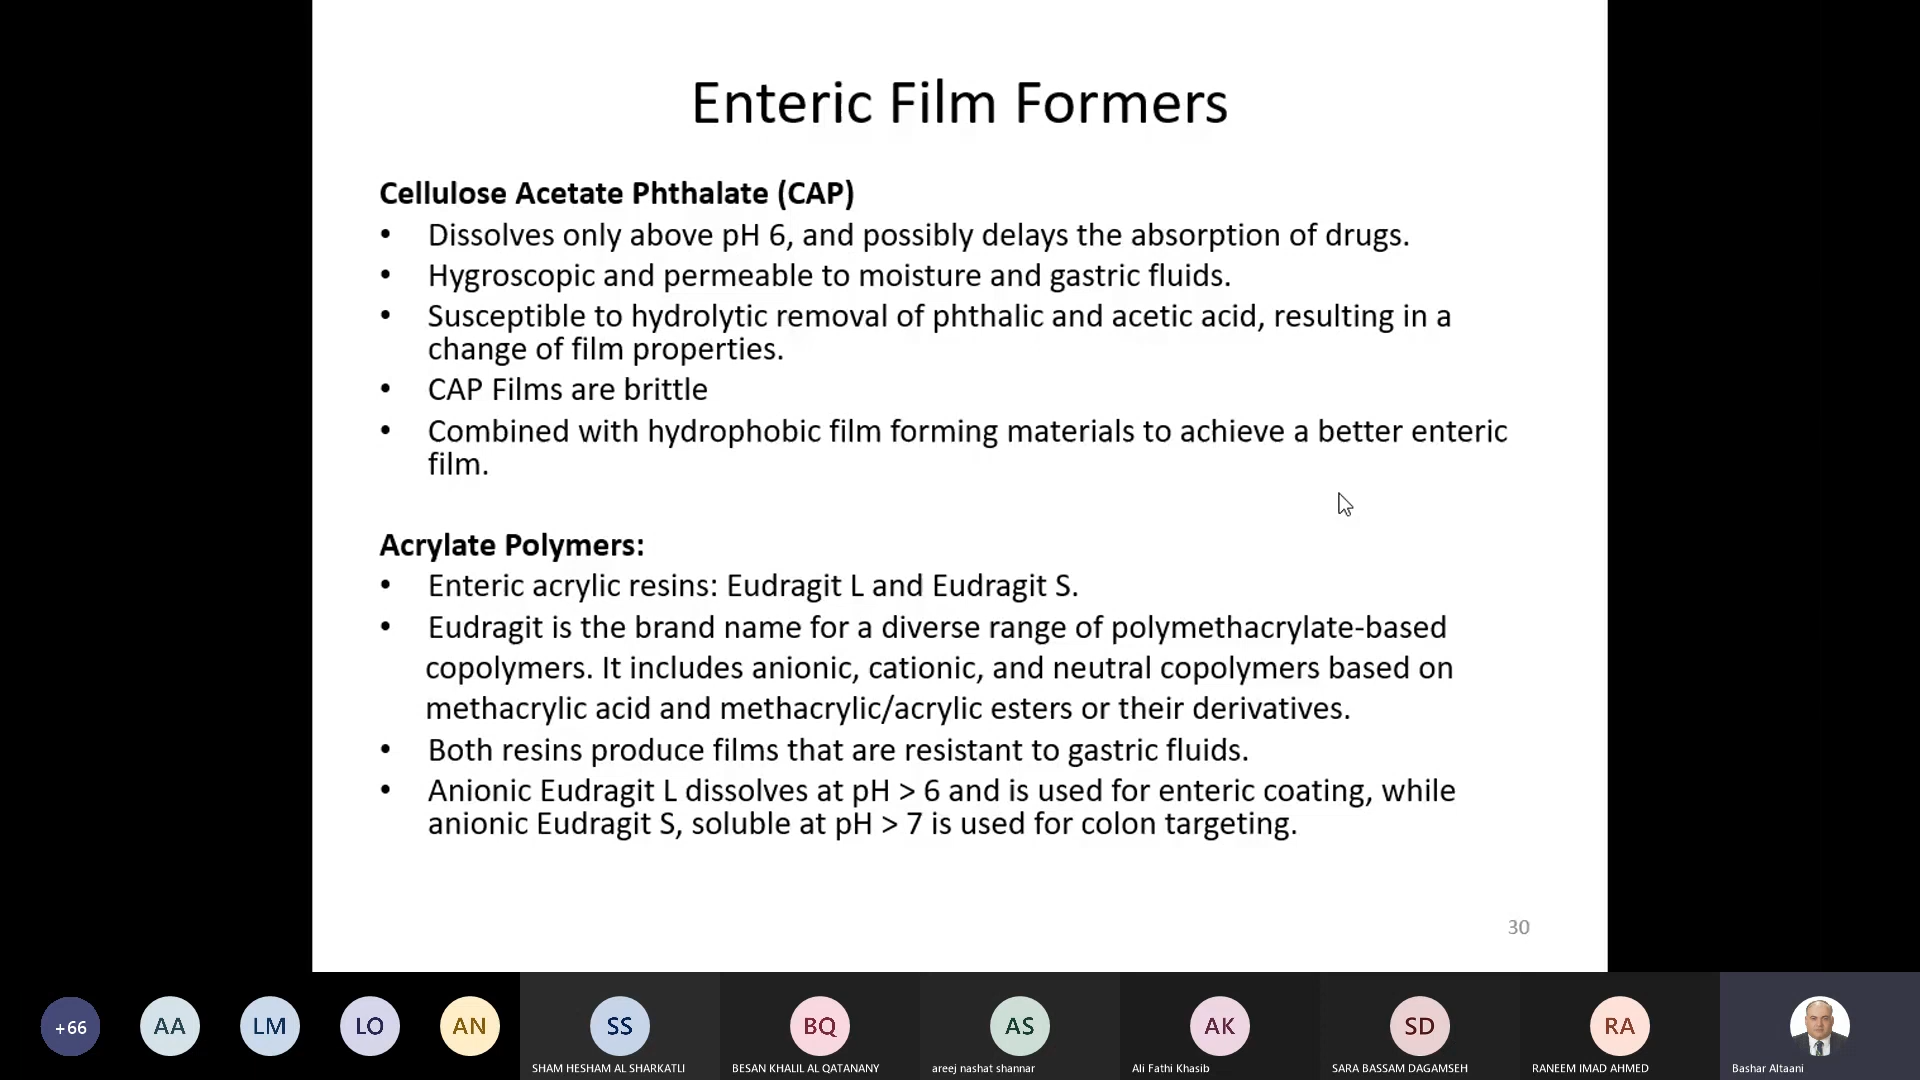 Enteric Film Formers
Cellulose Acetate Phthalate (CAP)
• Dissolves only above pH 6, and possibly delays the absorption of drugs.
• Hygroscopic and permeable to moisture and gastric fluids.
• Susceptible to hydrolytic removal of phthalic and acetic acid, resulting in a
change of film properties.
• CAP Films are brittle
• Combined with hydrophobic film forming materials to achieve a better enteric
film.
Acrylate Polymers:
• Enteric acrylic resins: Eudragit L and Eudragit S.
• Eudragit is the brand name for a diverse range of polymethacrylate-based
copolymers. It includes anionic, cationic, and neutral copolymers based on
methacrylic acid and methacrylic/acrylic esters or their derivatives.
• Both resins produce films that are resistant to gastric fluids.
• Anionic Eudragit L dissolves at pH > 6 and is used for enteric coating, while
anionic Eudragit S, soluble at pH > 7 is used for colon targeting.
30
+66 AA LM LO AN SS BQ AS AK SD RA
SHAM HESHAM AL SHARKATLI BESAN KHALIL AL QATANANY areej nashat shannar Ali Fathi Khasib SARA BASSAM DAGAMSEH RANEEM IMAD AHMED Bashar Altaani